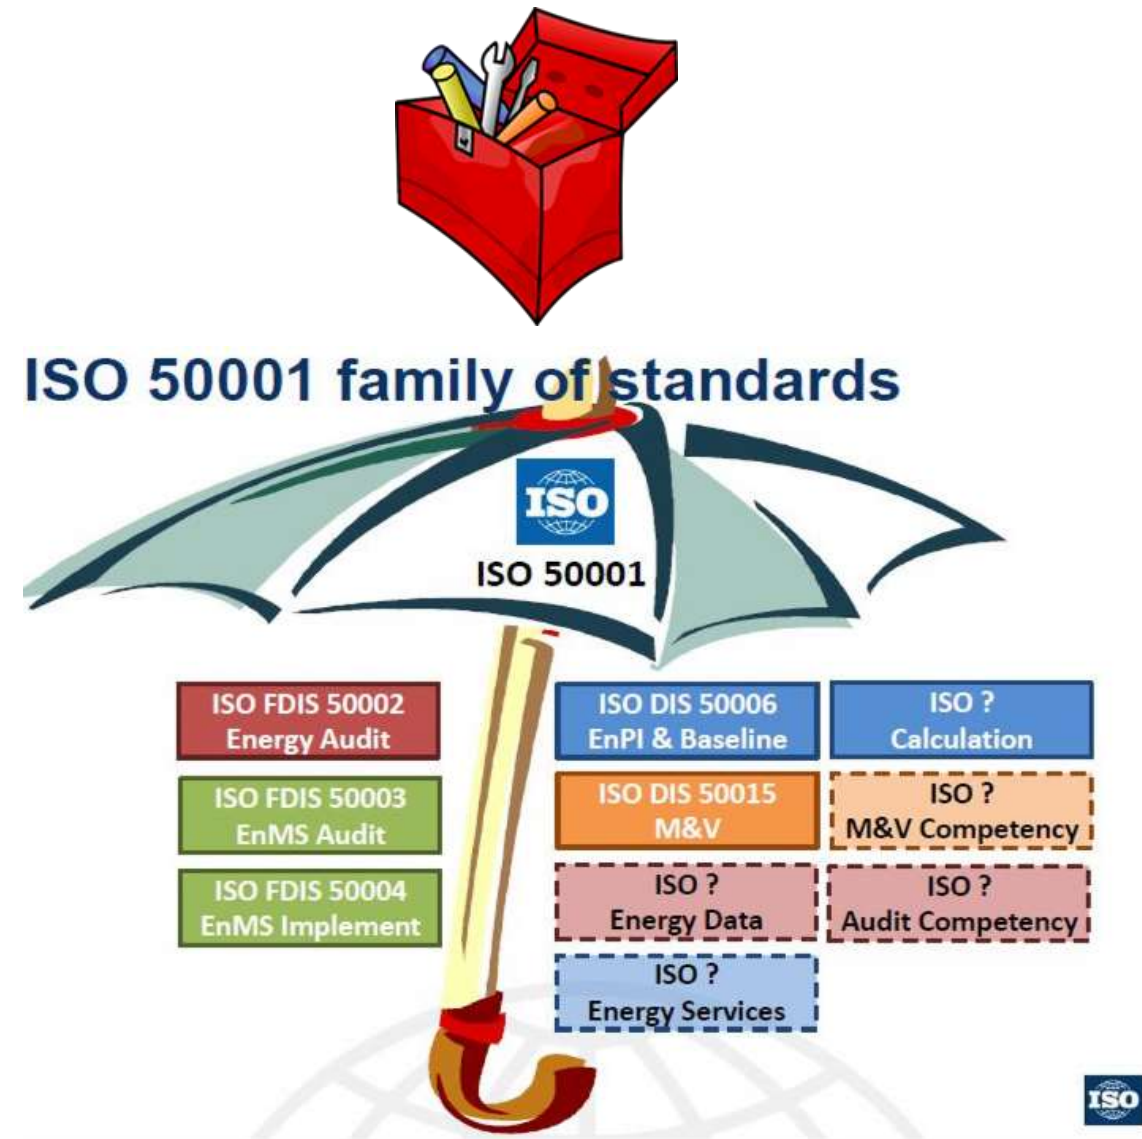 ISO 50001 family of standards
ISO
ISO 50001
ISO FDIS 50002
Energy Audit
ISO FDIS 50003
EnMS Audit
ISO FDIS 50004
EnMS Implement
ISO DIS 50006
EnPI & Baseline
ISO DIS 50015
M&V
ISO ?
Energy Data
ISO ?
Energy Services
ISO ?
Calculation
ISO ?
M&V Competency
ISO ?
Audit Competency
ISO